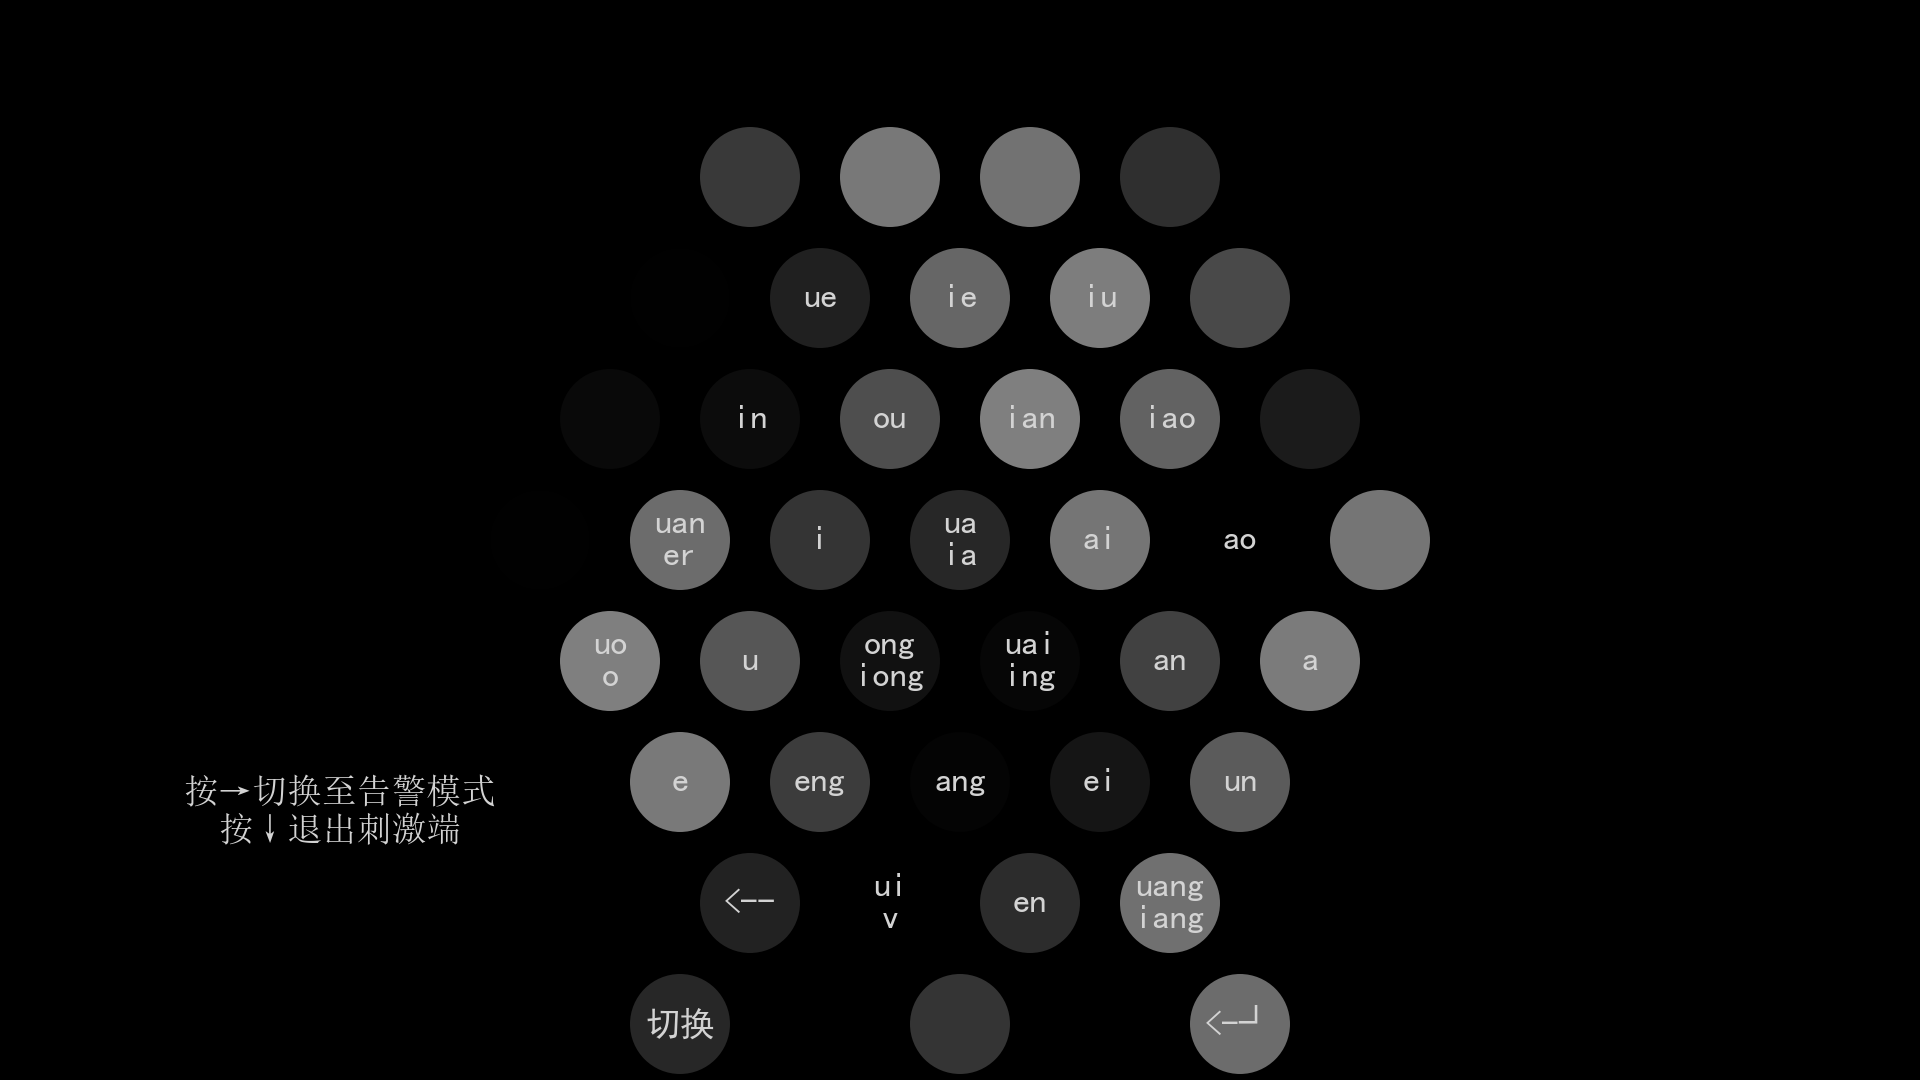 ue
ie
iu
in
ou
ian
iao
uan
er
i
ua
ia
ai
ao
uo
o
u
ong
iong
uai
ing
an
a
e
eng
ang
ei
un
按→切换至告警模式
按↓退出刺激端
<--
ui
v
en
uang
iang
切换
<-┘